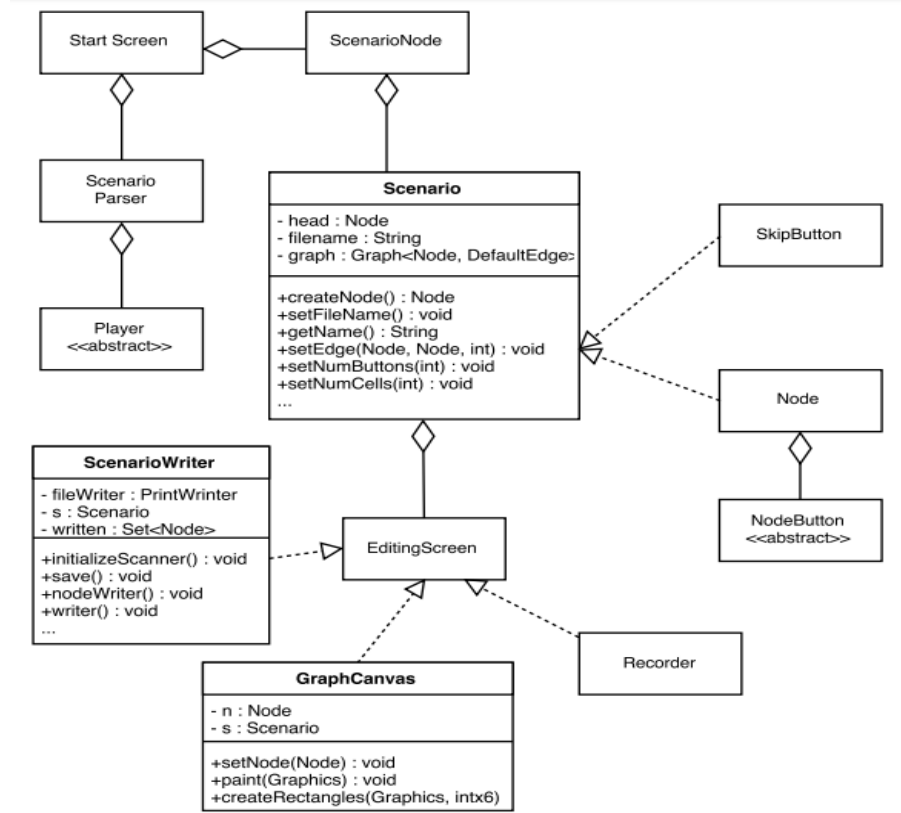 Start Screen
ScenarioNode
Scenario
Parser
Player
<<abstract>>
Scenario
- head : Node
- filename : String
- graph : Graph<Node, DefaultEdge>
+createNode() : Node
+setFileName() : void
+getName() : String
+setEdge(Node, Node, int) : void
+setNumButtons(int) : void
+setNumCells(int) : void
...
SkipButton
Node
NodeButton
<<abstract>>
ScenarioWriter
- fileWriter : PrintWrinter
- s : Scenario
- written : Set<Node>
+initializeScanner() : void
+save() : void
+nodeWriter() : void
+writer() : void
...
EditingScreen
Recorder
GraphCanvas
- n : Node
- s : Scenario
+setNode(Node) : void
+paint(Graphics) : void
+createRectangles(Graphics, intx6)